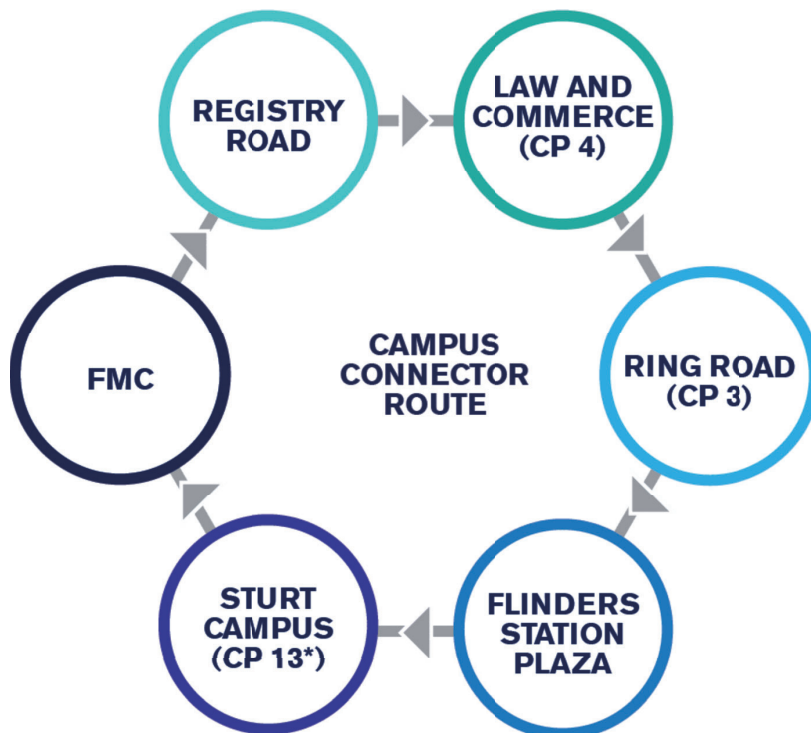 REGISTRY
ROAD
LAW AND
COMMERCE
(CP 4)
RING ROAD
(CP 3)
FLINDERS
STATION
PLAZA
STURT
CAMPUS
(CP 13*)
FMC
CAMPUS
CONNECTOR
ROUTE